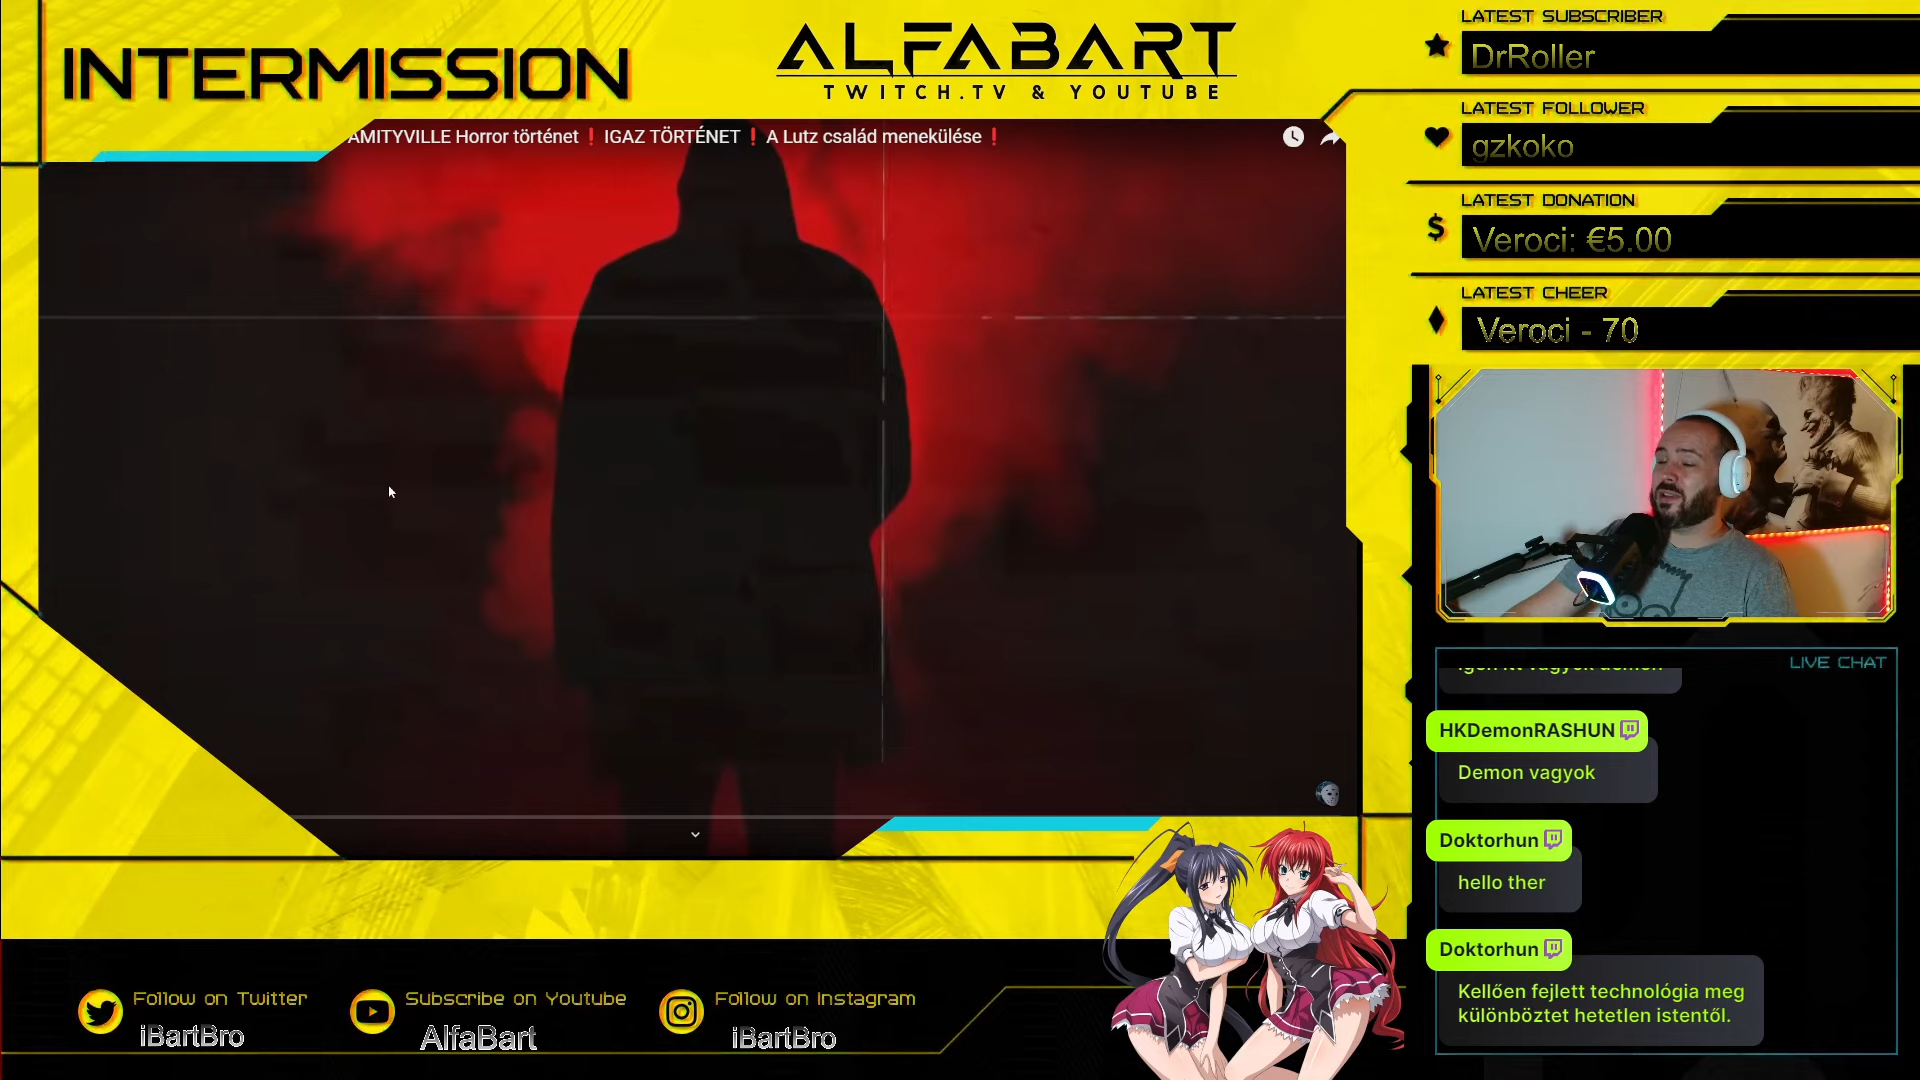 INTERMISSION
ALFABART
TWITCH.TV & YOUTUBE
AMITYVILLE Horror történet❗IGAZ TÖRTÉNET❗A Lutz család menekülése❗
LATEST SUBSCRIBER
DrRoller
LATEST FOLLOWER
gzkoko
LATEST DONATION
$
Veroci: €5.00
LATEST CHEER
Veroci - 70
LIVE CHAT
HKDemonRASHUN
Demon vagyok
Doktorhun
hello ther
Doktorhun
Kellően fejlett technológia meg
különböztet hetetlen istentől.
Follow on Twitter
iBartBro
Subscribe on Youtube
AlfaBart
Follow on Instagram
iBartBro